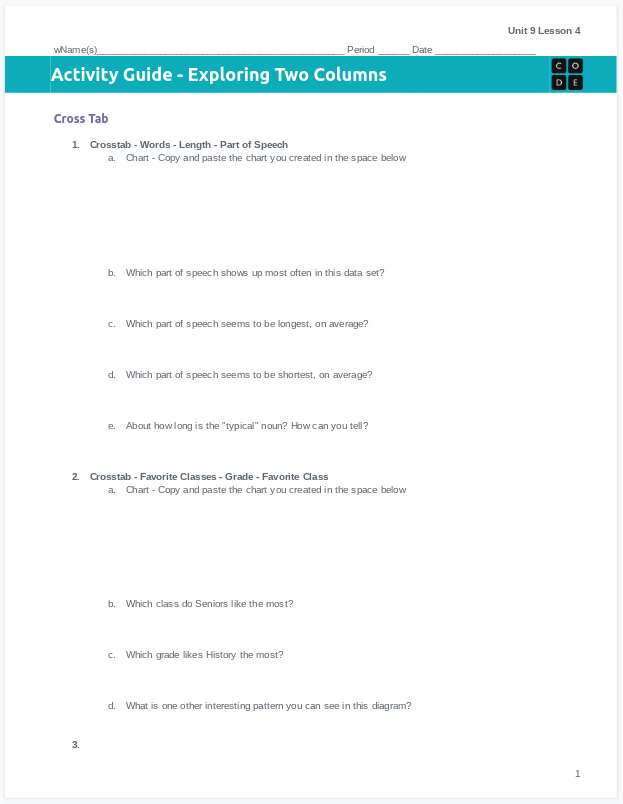 Unit 9 Lesson 4
wName(s)_____________________________________________ Period ______ Date ___________________
Activity Guide - Exploring Two Columns
C O
D E
Cross Tab
1. Crosstab - Words - Length - Part of Speech
a. Chart - Copy and paste the chart you created in the space below
b. Which part of speech shows up most often in this data set?
c. Which part of speech seems to be longest, on average?
d. Which part of speech seems to be shortest, on average?
e. About how long is the "typical" noun? How can you tell?
2. Crosstab - Favorite Classes - Grade - Favorite Class
a. Chart - Copy and paste the chart you created in the space below
b. Which class do Seniors like the most?
c. Which grade likes History the most?
d. What is one other interesting pattern you can see in this diagram?
3.
1